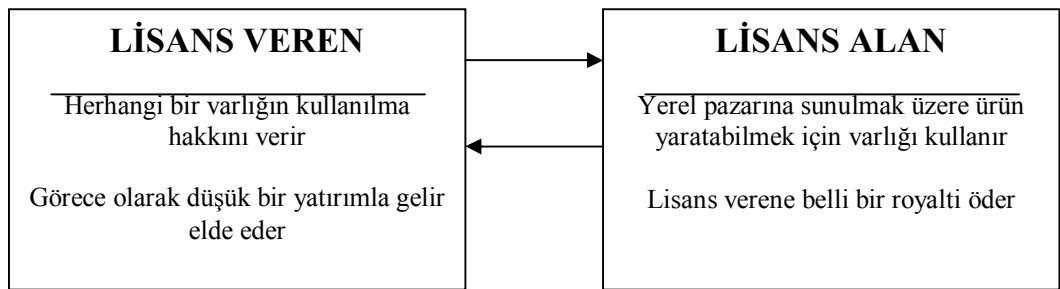 LİSANS VEREN
Herhangi bir varlığın kullanılma
hakkını verir
Görece olarak düşük bir yatırımla gelir
elde eder
LİSANS ALAN
Yerel pazarına sunulmak üzere ürün
yaratabilmek için varlığı kullanır
Lisans verene belli bir royalti öder